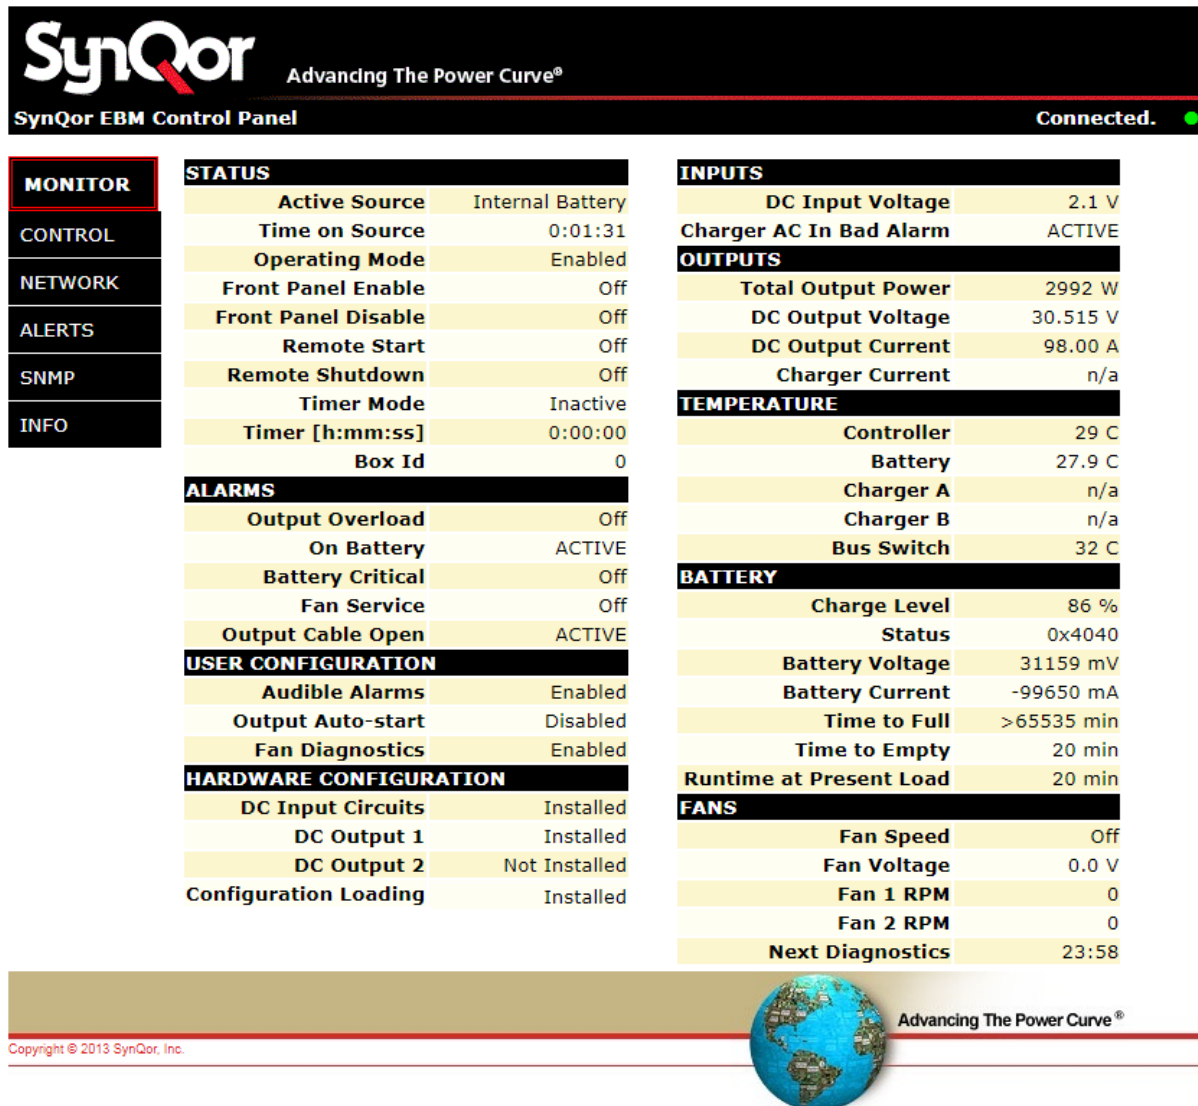 SynQor
Advancing The Power Curve®
SynQor EBM Control Panel
Connected.
MONITOR
CONTROL
NETWORK
ALERTS
SNMP
INFO
STATUS
Active Source Internal Battery
Time on Source 0:01:31
Operating Mode Enabled
Front Panel Enable Off
Front Panel Disable Off
Remote Start Off
Remote Shutdown Off
Timer Mode Inactive
Timer [h:mm:ss] 0:00:00
Box Id 0
ALARMS
Output Overload Off
On Battery ACTIVE
Battery Critical Off
Fan Service Off
Output Cable Open ACTIVE
USER CONFIGURATION
Audible Alarms Enabled
Output Auto-start Disabled
Fan Diagnostics Enabled
HARDWARE CONFIGURATION
DC Input Circuits Installed
DC Output 1 Installed
DC Output 2 Not Installed
Configuration Loading Installed
INPUTS
DC Input Voltage 2.1 V
Charger AC In Bad Alarm ACTIVE
OUTPUTS
Total Output Power 2992 W
DC Output Voltage 30.515 V
DC Output Current 98.00 A
Charger Current n/a
TEMPERATURE
Controller 29 C
Battery 27.9 C
Charger A n/a
Charger B n/a
Bus Switch 32 C
BATTERY
Charge Level 86 %
Status 0x4040
Battery Voltage 31159 mV
Battery Current -99650 mA
Time to Full >65535 min
Time to Empty 20 min
Runtime at Present Load 20 min
FANS
Fan Speed Off
Fan Voltage 0.0 V
Fan 1 RPM 0
Fan 2 RPM 0
Next Diagnostics 23:58
Advancing The Power Curve ®
Copyright © 2013 SynQor, Inc.